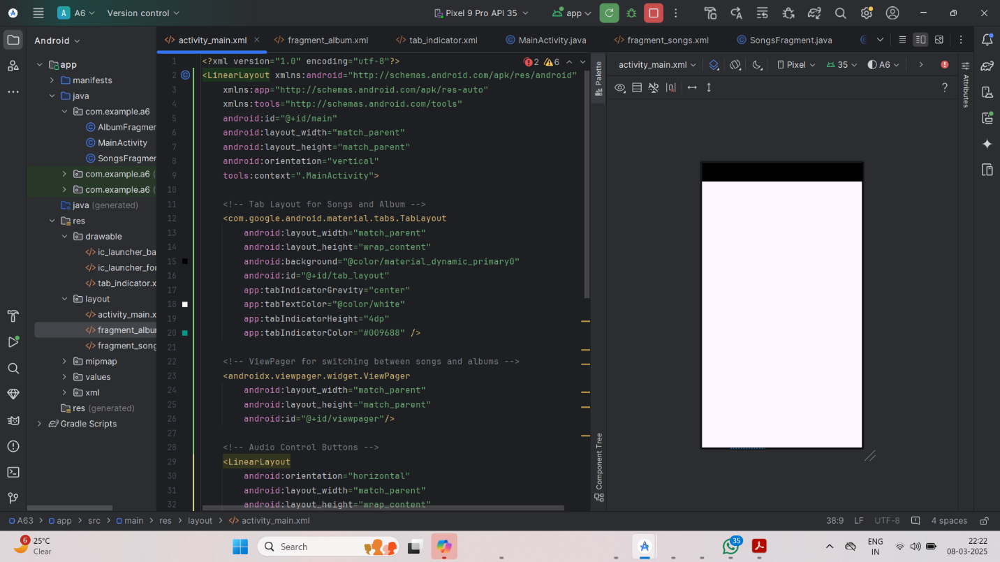 A A6 Version control Pixel 9 Pro API 35 app
Android
activity_main.xml fragment_album.xml tab_indicator.xml MainActivity.java fragment_songs.xml SongsFragment.java
app
manifests
java
com.example.a6
AlbumFragmer
MainActivity
SongsFragmer
com.example.a6 (
com.example.a6 (
java (generated)
res
drawable
ic_launcher_ba
ic_launcher_for
tab_indicator.x
layout
activity_main.x
fragment_albur
fragment_song
mipmap
values
xml
res (generated)
Gradle Scripts
2 6
1 <?xml version="1.0" encoding="utf-8"?>
2 <LinearLayout xmlns:android="http://schemas.android.com/apk/res/android"
3 xmlns:app="http://schemas.android.com/apk/res-auto"
4 xmlns:tools="http://schemas.android.com/tools"
5 android:id="@+id/main"
6 android:layout_width="match_parent"
7 android:layout_height="match_parent"
8 android:orientation="vertical"
9 tools:context=".MainActivity">
10
11 <!-- Tab Layout for Songs and Album -->
12 <com.google.android.material.tabs.TabLayout
13 android:layout_width="match_parent"
14 android:layout_height="wrap_content"
15 android:background="@color/material_dynamic_primary0"
16 android:id="@+id/tab_layout"
17 app:tabIndicatorGravity="center"
18 app:tabTextColor="@color/white"
19 app:tabIndicatorHeight="4dp"
20 app:tabIndicatorColor="#009688" />
21
22 <!-- ViewPager for switching between songs and albums -->
23 <androidx.viewpager.widget.ViewPager
24 android:layout_width="match_parent"
25 android:layout_height="match_parent"
26 android:id="@+id/viewpager"/>
27
28 <!-- Audio Control Buttons -->
29 <LinearLayout
30 android:orientation="horizontal"
31 android:layout_width="match_parent"
32 android:layout_height="wrap_content"
Palette
Component Tree
activity_main.xml Pixel 35 A6
?
Attributes
A63 > app > src > main > res > layout > activity_main.xml
38:9 LF UTF-8 4 spaces
6 25°C
Clear
Search
35
ENG
IN
22:22
08-03-2025